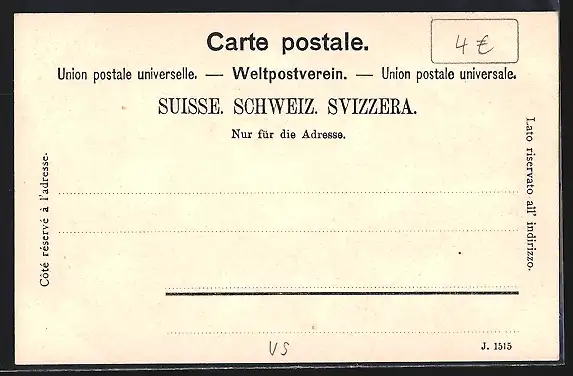 Carte postale.
4 €
Union postale universelle. — Weltpostverein. — Union postale universale.
SUISSE. SCHWEIZ. SVIZZERA.
Nur für die Adresse.
Côté réservé à l'adresse.
Lato riservato all' indirizzo.
VS
J. 1515